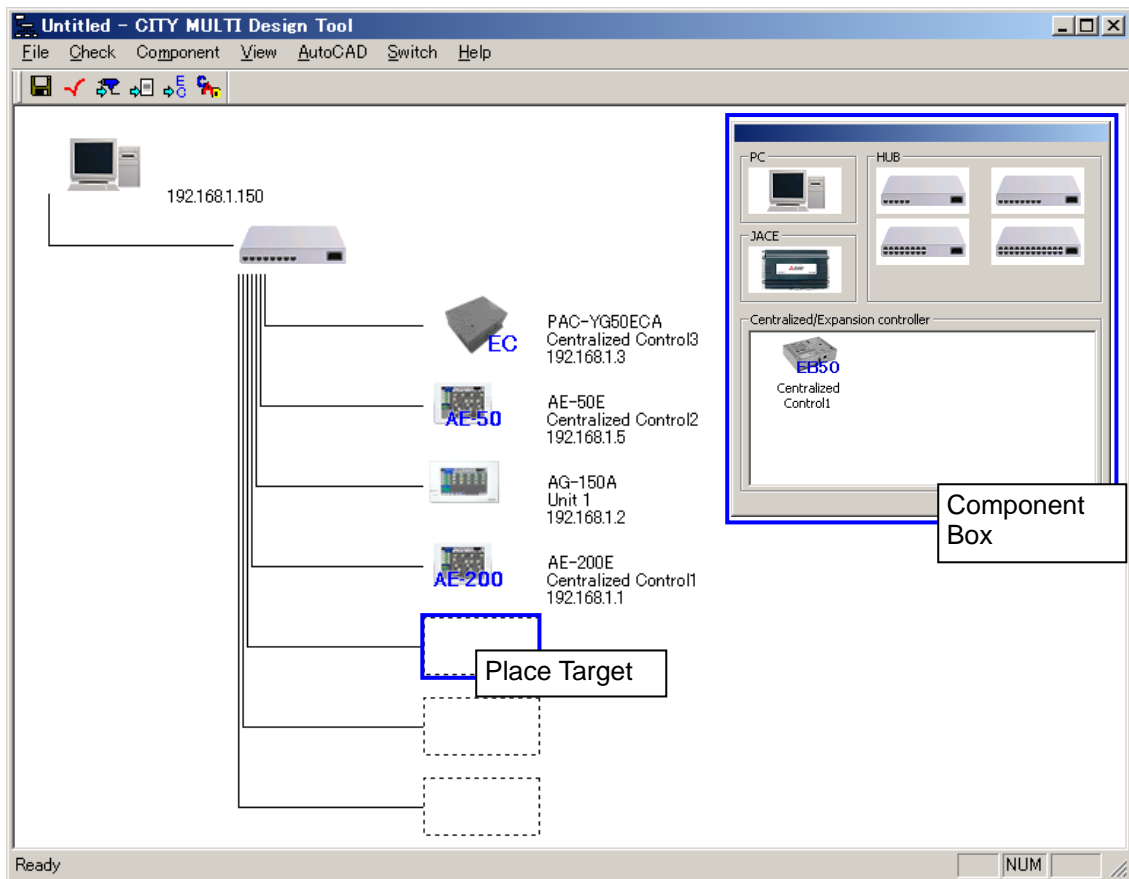 Untitled - CITY MULTI Design Tool
File Check Component View AutoCAD Switch Help
E
C
192.168.1.150
PC
HUB
JACE
Centralized/Expansion controller
EB50
Centralized
Control1
Component
Box
EC
PAC-YG50ECA
Centralized Control3
192.168.1.3
AE-50
AE-50E
Centralized Control2
192.168.1.5
AG-150A
Unit 1
192.168.1.2
AE-200
AE-200E
Centralized Control1
192.168.1.1
Place Target
Ready
NUM